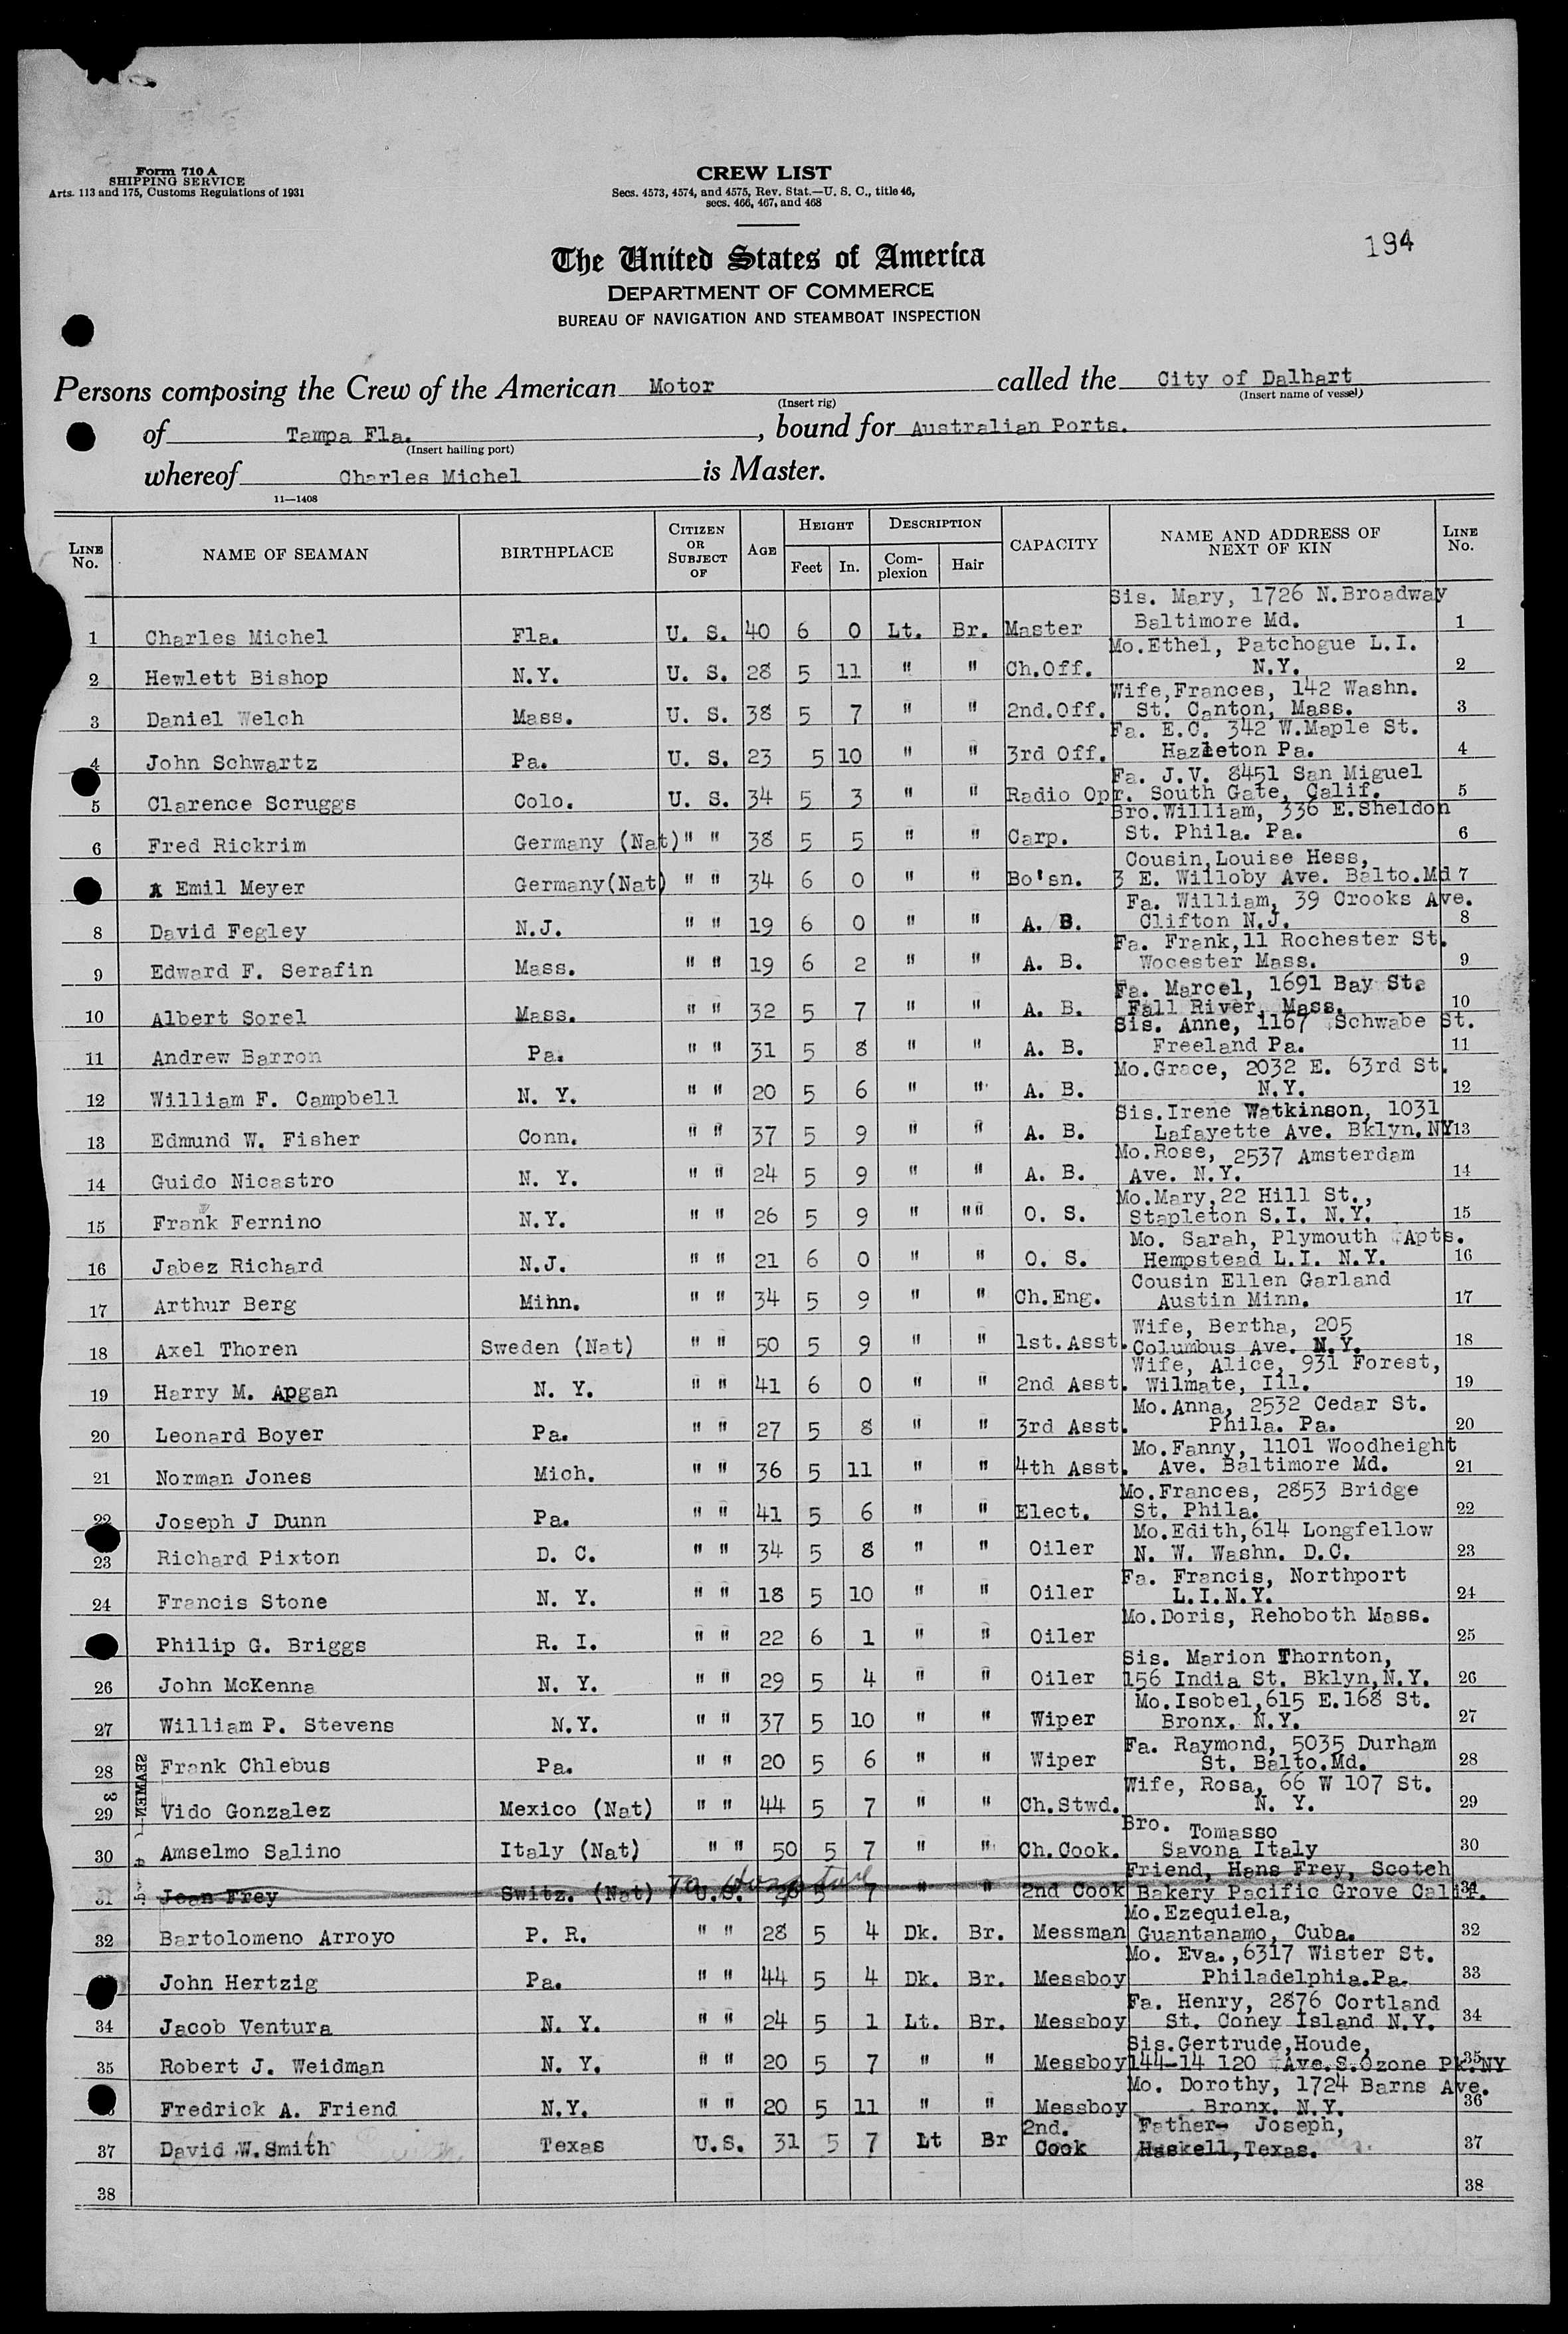 Form 710 A
SHIPPING SERVICE
Arts. 113 and 175, Customs Regulations of 1931
CREW LIST
Secs. 4573, 4574, and 4575, Rev. Stat.—U. S. C., title 46,
secs. 466, 467, and 468
194
The United States of America
DEPARTMENT OF COMMERCE
BUREAU OF NAVIGATION AND STEAMBOAT INSPECTION
Persons composing the Crew of the American Motor called the City of Dalhart
(Insert rig) (Insert name of vessel)
of Tampa Fla. , bound for Australian Ports.
(Insert hailing port)
whereof Charles Michel is Master.
11—1408
LINE No. NAME OF SEAMAN BIRTHPLACE CITIZEN OR SUBJECT OF AGE HEIGHT Feet In. DESCRIPTION Complexion Hair CAPACITY NAME AND ADDRESS OF NEXT OF KIN LINE No.
1 Charles Michel Fla. U. S. 40 6 0 Lt. Br. Master Sis. Mary, 1726 N.Broadway Baltimore Md. 1
2 Hewlett Bishop N.Y. U. S. 28 5 11 " " Ch.Off. Mo.Ethel, Patchogue L.I. N.Y. 2
3 Daniel Welch Mass. U. S. 38 5 7 " " 2nd.Off. Wife,Frances, 142 Washn. St. Canton, Mass. 3
4 John Schwartz Pa. U. S. 23 5 10 " " 3rd Off. Fa. E.C. 342 W.Maple St. Hazleton Pa. 4
5 Clarence Scruggs Colo. U. S. 34 5 3 " " Radio Opr. Fa. J.V. 8451 San Miguel South Gate, Calif. 5
6 Fred Rickrim Germany (Nat) " " 38 5 5 " " Carp. Bro.William, 336 E.Sheldon St. Phila. Pa. 6
Emil Meyer Germany(Nat) " " 34 6 0 " " Bo'sn. Cousin,Louise Hess, 3 E. Willoby Ave. Balto.Md 7
8 David Fegley N.J. " " 19 6 0 " " A. B. Fa. William, 39 Crooks Ave. Clifton N.J. 8
9 Edward F. Serafin Mass. " " 19 6 2 " " A. B. Fa. Frank,11 Rochester St. Wocester Mass. 9
10 Albert Sorel Mass. " " 32 5 7 " " A. B. Fa. Marcel, 1691 Bay St. Fall River, Mass. 10
11 Andrew Barron Pa. " " 31 5 8 " " A. B. Sis. Anne, 1167 Schwabe St. Freeland Pa. 11
12 William F. Campbell N. Y. " " 20 5 6 " " A. B. Mo.Grace, 2032 E. 63rd St. N.Y. 12
13 Edmund W. Fisher Conn. " " 37 5 9 " " A. B. Sis.Irene Watkinson, 1031 Lafayette Ave. Bklyn.NY 13
14 Guido Nicastro N. Y. " " 24 5 9 " " A. B. Mo.Rose, 2537 Amsterdam Ave. N.Y. 14
15 Frank Fernino N.Y. " " 26 5 9 " "" O. S. Mo.Mary,22 Hill St., Stapleton S.I. N.Y. 15
16 Jabez Richard N.J. " " 21 6 0 " " O. S. Mo. Sarah, Plymouth Apts. Hempstead L.I. N.Y. 16
17 Arthur Berg Mihn. " " 34 5 9 " " Ch.Eng. Cousin Ellen Garland Austin Minn. 17
18 Axel Thoren Sweden (Nat) " " 50 5 9 " " 1st.Asst. Wife, Bertha, 205 Columbus Ave. N.Y. 18
19 Harry M. Apgan N. Y. " " 41 6 0 " " 2nd Asst. Wife, Alice, 931 Forest, Wilmate, Ill. 19
20 Leonard Boyer Pa. " " 27 5 8 " " 3rd Asst. Mo.Anna, 2532 Cedar St. Phila. Pa. 20
21 Norman Jones Mich. " " 36 5 11 " " 4th Asst. Mo.Fanny, 1101 Woodheight Ave. Baltimore Md. 21
22 Joseph J Dunn Pa. " " 41 5 6 " " Elect. Mo.Frances, 2853 Bridge St. Phila. 22
23 Richard Pixton D. C. " " 34 5 8 " " Oiler Mo.Edith,614 Longfellow N. W. Washn. D.C. 23
24 Francis Stone N. Y. " " 18 5 10 " " Oiler Fa. Francis, Northport L.I.N.Y. 24
Philip G. Briggs R. I. " " 22 6 1 " " Oiler Mo.Doris, Rehoboth Mass. 25
26 John McKenna N. Y. " " 29 5 4 " " Oiler Sis. Marion Thornton, 156 India St. Bklyn,N.Y. 26
27 William P. Stevens N.Y. " " 37 5 10 " " Wiper Mo.Isobel,615 E.168 St. Bronx. N.Y. 27
28 Frank Chlebus Pa. " " 20 5 6 " " Wiper Fa. Raymond, 5035 Durham St. Balto.Md. 28
SEAMEN
29 Vido Gonzalez Mexico (Nat) " " 44 5 7 " " Ch.Stwd. Wife, Rosa, 66 W 107 St. N. Y. 29
30 Amselmo Salino Italy (Nat) " " 50 5 7 " " Ch.Cook. Bro. Tomasso Savona Italy 30
To Hospital
31 Jean Frey Switz. (Nat) U.S. 28 5 7 " " 2nd Cook Friend, Hans Frey, Scotch Bakery Pacific Grove Calif. 31
32 Bartolomeno Arroyo P. R. " " 28 5 4 Dk. Br. Messman Mo.Ezequiela, Guantanamo, Cuba. 32
John Hertzig Pa. " " 44 5 4 Dk. Br. Messboy Mo. Eva.,6317 Wister St. Philadelphia.Pa. 33
34 Jacob Ventura N. Y. " " 24 5 1 Lt. Br. Messboy Fa. Henry, 2876 Cortland St. Coney Island N.Y. 34
35 Robert J. Weidman N. Y. " " 20 5 7 " " Messboy Sis.Gertrude,Houde, 144-14 120 Ave.S.Ozone Pk.NY 35
Fredrick A. Friend N.Y. " " 20 5 11 " " Messboy Mo. Dorothy, 1724 Barns Ave. Bronx. N.Y. 36
37 David W.Smith Texas U.S. 31 5 7 Lt Br 2nd. Cook Father- Joseph, Haskell,Texas. 37
38 38